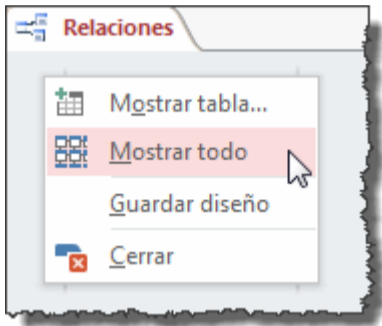 Relaciones
Mostrar tabla...
Mostrar todo
Guardar diseño
Cerrar